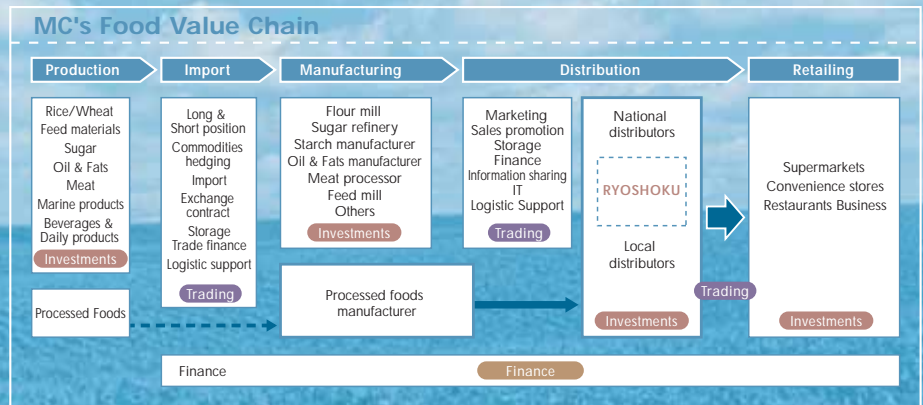 MC's Food Value Chain
Production
Import
Manufacturing
Distribution
Retailing
Rice/Wheat
Feed materials
Sugar
Oil & Fats
Meat
Marine products
Beverages &
Daily products
Investments
Processed Foods
Long &
Short position
Commodities
hedging
Import
Exchange
contract
Storage
Trade finance
Logistic support
Trading
Flour mill
Sugar refinery
Starch manufacturer
Oil & Fats manufacturer
Meat processor
Feed mill
Others
Investments
Processed foods
manufacturer
Marketing
Sales promotion
Storage
Finance
Information sharing
IT
Logistic Support
Trading
National
distributors
RYOSHOKU
Local
distributors
Investments
Trading
Supermarkets
Convenience stores
Restaurants Business
Investments
Finance
Finance